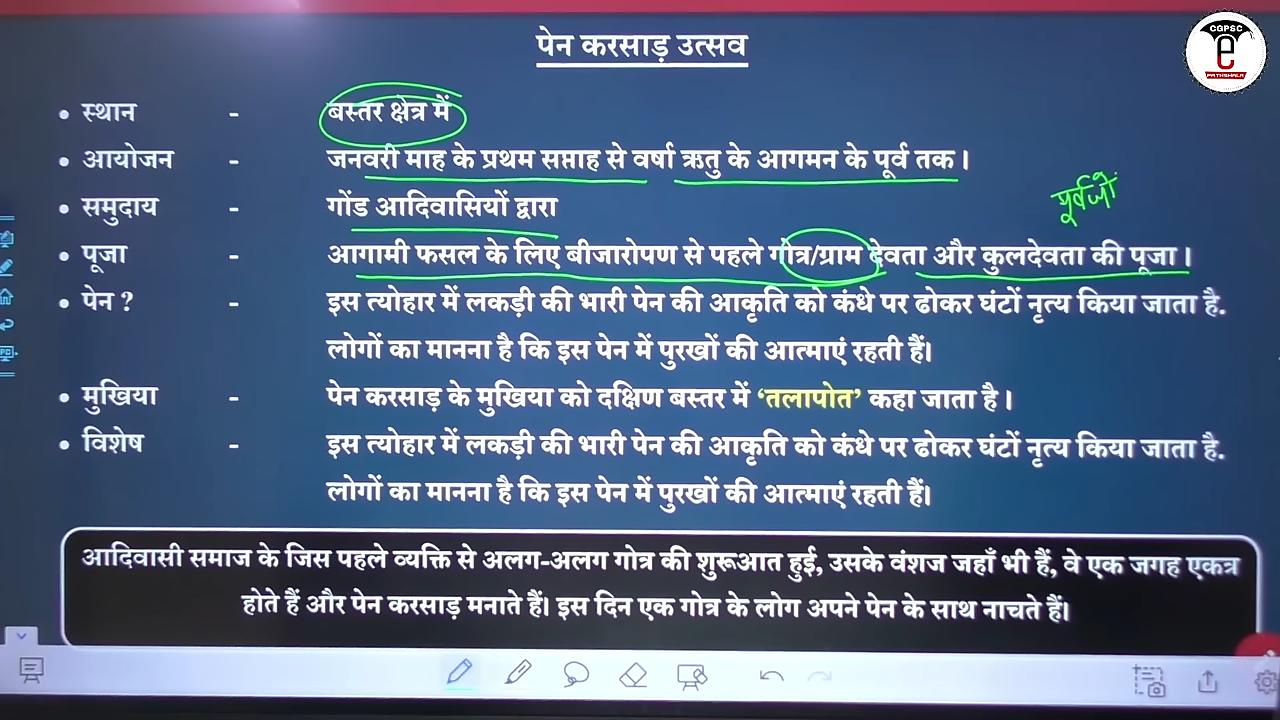 पेन करसाड़ उत्सव
CGPSC
e
PATHSHALA
• स्थान - बस्तर क्षेत्र में
• आयोजन - जनवरी माह के प्रथम सप्ताह से वर्षा ऋतु के आगमन के पूर्व तक।
पूर्वजों
• समुदाय - गोंड आदिवासियों द्वारा
• पूजा - आगामी फसल के लिए बीजारोपण से पहले गोत्र/ग्राम देवता और कुलदेवता की पूजा।
• पेन ? - इस त्योहार में लकड़ी की भारी पेन की आकृति को कंधे पर ढोकर घंटों नृत्य किया जाता है.
लोगों का मानना है कि इस पेन में पुरखों की आत्माएं रहती हैं।
• मुखिया - पेन करसाड़ के मुखिया को दक्षिण बस्तर में ‘तलापोत’ कहा जाता है।
• विशेष - इस त्योहार में लकड़ी की भारी पेन की आकृति को कंधे पर ढोकर घंटों नृत्य किया जाता है.
लोगों का मानना है कि इस पेन में पुरखों की आत्माएं रहती हैं।
आदिवासी समाज के जिस पहले व्यक्ति से अलग-अलग गोत्र की शुरूआत हुई, उसके वंशज जहाँ भी हैं, वे एक जगह एकत्र
होते हैं और पेन करसाड़ मनाते हैं। इस दिन एक गोत्र के लोग अपने पेन के साथ नाचते हैं।